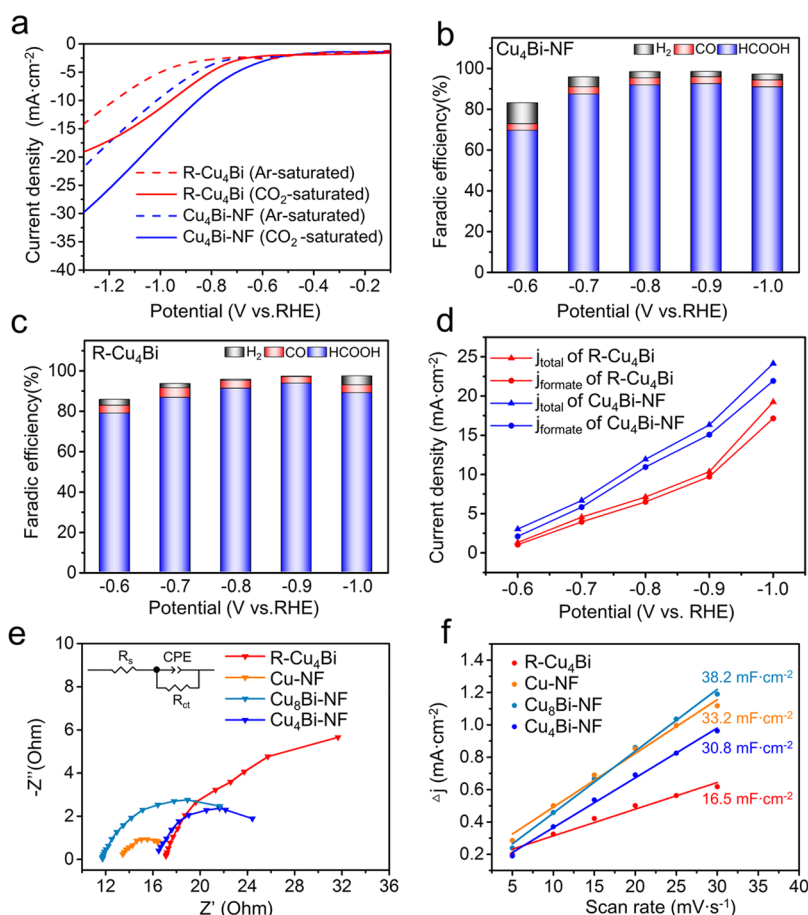 a
0
-5
-10
-15
-20
-25
-30
-35
-40
Current density (mA·cm⁻²)
R-Cu₄Bi (Ar-saturated)
R-Cu₄Bi (CO₂-saturated)
Cu₄Bi-NF (Ar-saturated)
Cu₄Bi-NF (CO₂-saturated)
-1.2 -1.0 -0.8 -0.6 -0.4 -0.2
Potential (V vs.RHE)
b
Cu₄Bi-NF
H₂ CO HCOOH
100
80
60
40
20
0
Faradic efficiency(%)
-0.6 -0.7 -0.8 -0.9 -1.0
Potential (V vs.RHE)
c
R-Cu₄Bi
H₂ CO HCOOH
100
80
60
40
20
0
Faradic efficiency(%)
-0.6 -0.7 -0.8 -0.9 -1.0
Potential (V vs.RHE)
d
25
20
15
10
5
0
Current density (mA·cm⁻²)
jtotal of R-Cu₄Bi
jformate of R-Cu₄Bi
jtotal of Cu₄Bi-NF
jformate of Cu₄Bi-NF
-0.6 -0.7 -0.8 -0.9 -1.0
Potential (V vs. RHE)
e
10
8
6
4
2
0
-Z''(Ohm)
Rs CPE
Rct
R-Cu₄Bi
Cu-NF
Cu₈Bi-NF
Cu₄Bi-NF
12 16 20 24 28 32 36
Z' (Ohm)
f
1.4
1.2
1.0
0.8
0.6
0.4
0.2
△j (mA·cm⁻²)
R-Cu₄Bi
Cu-NF
Cu₈Bi-NF
Cu₄Bi-NF
38.2 mF·cm⁻²
33.2 mF·cm⁻²
30.8 mF·cm⁻²
16.5 mF·cm⁻²
5 10 15 20 25 30 35 40
Scan rate (mV·s⁻¹)